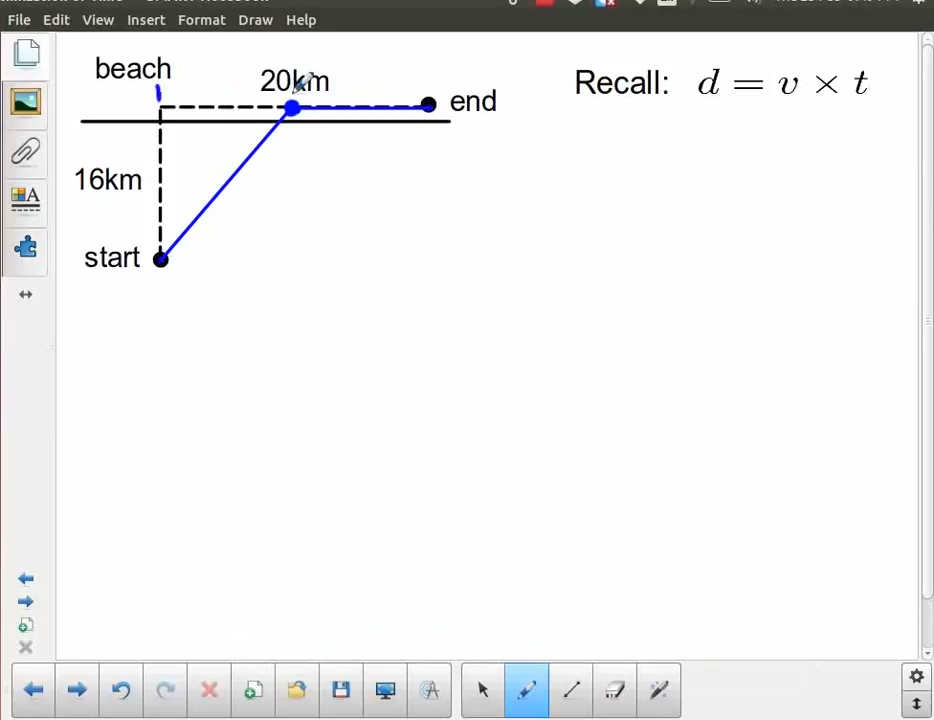 File Edit View Insert Format Draw Help
beach
20km
end
Recall: d = v × t
16km
start